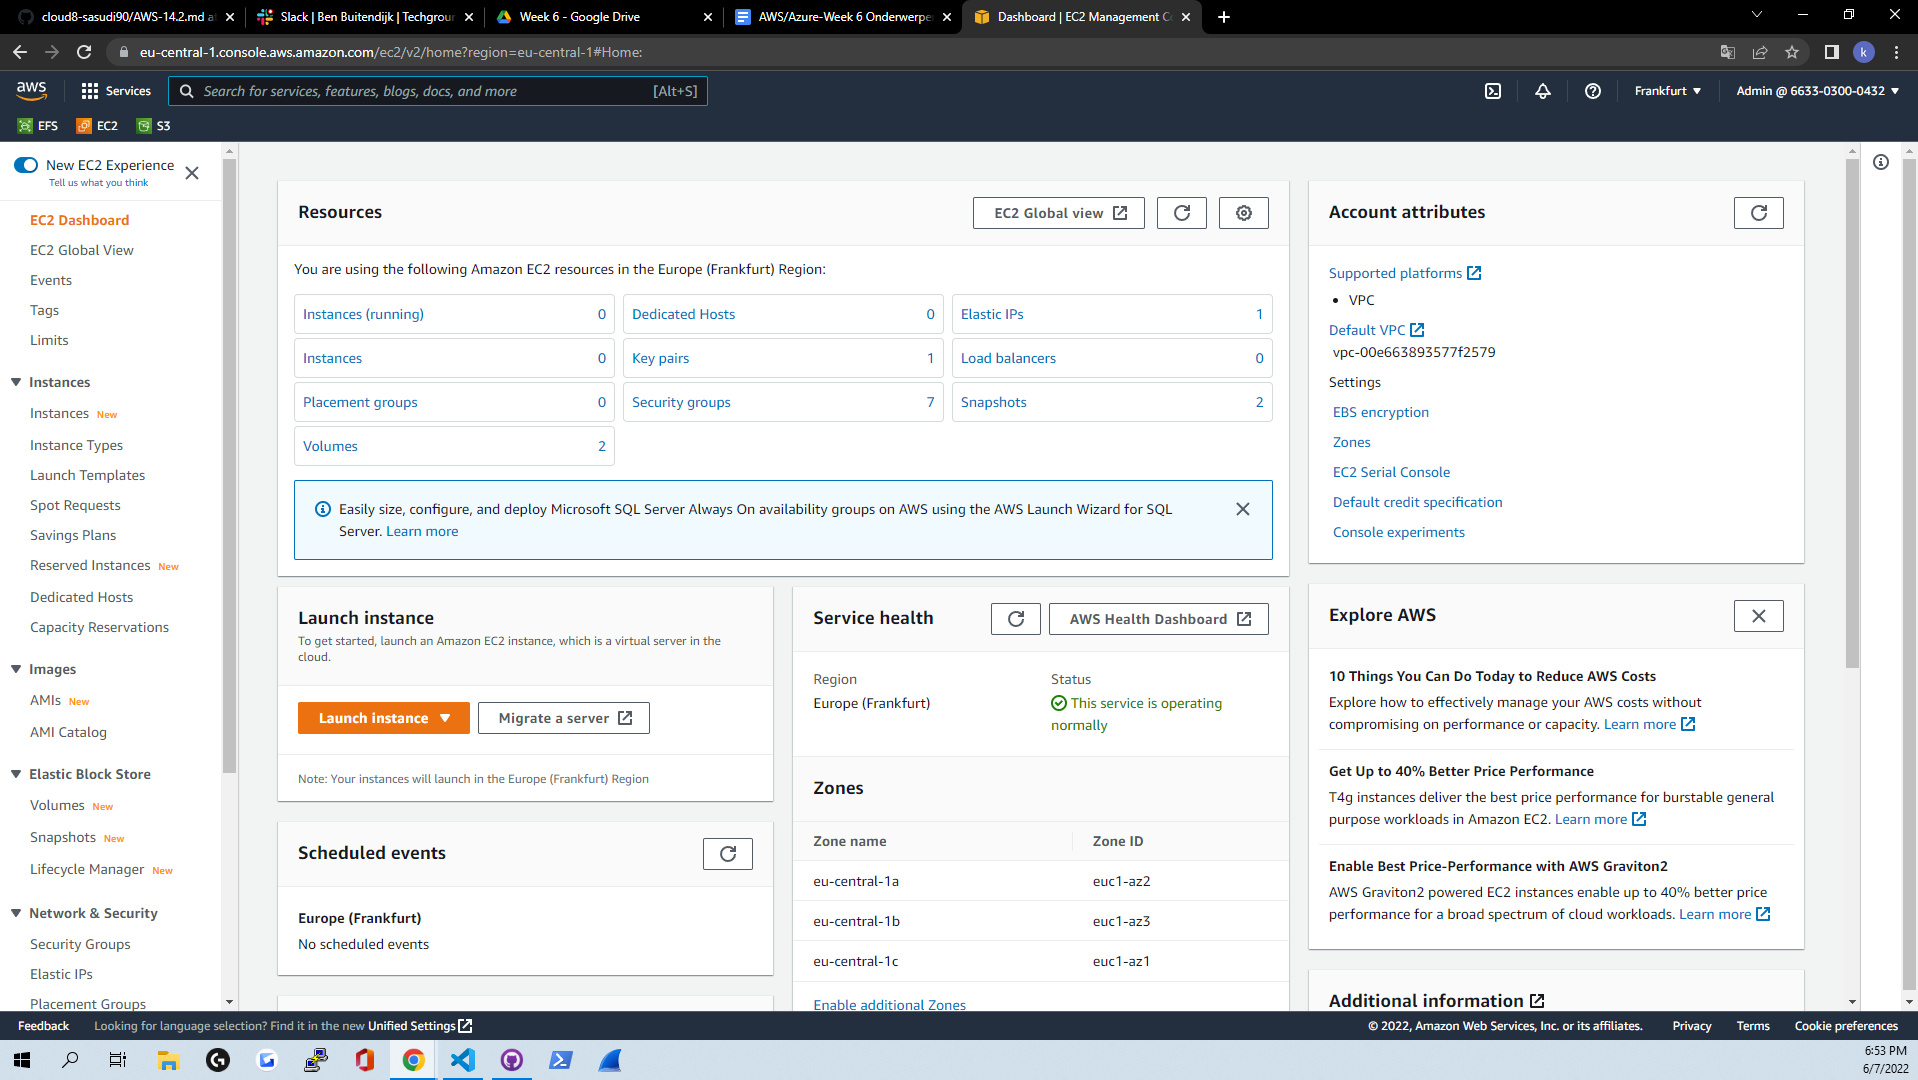 cloud8-sasudi90/AWS-14.2.md a
Slack | Ben Buitendijk | Techgrour
Week 6 - Google Drive
AWS/Azure-Week 6 Onderwerpe
Dashboard | EC2 Management C
eu-central-1.console.aws.amazon.com/ec2/v2/home?region=eu-central-1#Home:
k
aws
Services
Search for services, features, blogs, docs, and more
[Alt+S]
Frankfurt
Admin @ 6633-0300-0432
EFS
EC2
S3
New EC2 Experience
Tell us what you think
EC2 Dashboard
EC2 Global View
Events
Tags
Limits
Instances
Instances New
Instance Types
Launch Templates
Spot Requests
Savings Plans
Reserved Instances New
Dedicated Hosts
Capacity Reservations
Images
AMIs New
AMI Catalog
Elastic Block Store
Volumes New
Snapshots New
Lifecycle Manager New
Network & Security
Security Groups
Elastic IPs
Placement Groups
Resources
EC2 Global view
You are using the following Amazon EC2 resources in the Europe (Frankfurt) Region:
Instances (running) 0
Dedicated Hosts 0
Elastic IPs 1
Instances 0
Key pairs 1
Load balancers 0
Placement groups 0
Security groups 7
Snapshots 2
Volumes 2
Easily size, configure, and deploy Microsoft SQL Server Always On availability groups on AWS using the AWS Launch Wizard for SQL
Server. Learn more
Launch instance
To get started, launch an Amazon EC2 instance, which is a virtual server in the
cloud.
Launch instance
Migrate a server
Note: Your instances will launch in the Europe (Frankfurt) Region
Scheduled events
Europe (Frankfurt)
No scheduled events
Service health
AWS Health Dashboard
Region
Status
Europe (Frankfurt)
This service is operating
normally
Zones
Zone name
Zone ID
eu-central-1a
euc1-az2
eu-central-1b
euc1-az3
eu-central-1c
euc1-az1
Enable additional Zones
Account attributes
Supported platforms
• VPC
Default VPC
vpc-00e663893577f2579
Settings
EBS encryption
Zones
EC2 Serial Console
Default credit specification
Console experiments
Explore AWS
10 Things You Can Do Today to Reduce AWS Costs
Explore how to effectively manage your AWS costs without
compromising on performance or capacity. Learn more
Get Up to 40% Better Price Performance
T4g instances deliver the best price performance for burstable general
purpose workloads in Amazon EC2. Learn more
Enable Best Price-Performance with AWS Graviton2
AWS Graviton2 powered EC2 instances enable up to 40% better price
performance for a broad spectrum of cloud workloads. Learn more
Additional information
Feedback
Looking for language selection? Find it in the new Unified Settings
© 2022, Amazon Web Services, Inc. or its affiliates.
Privacy
Terms
Cookie preferences
6:53 PM
6/7/2022